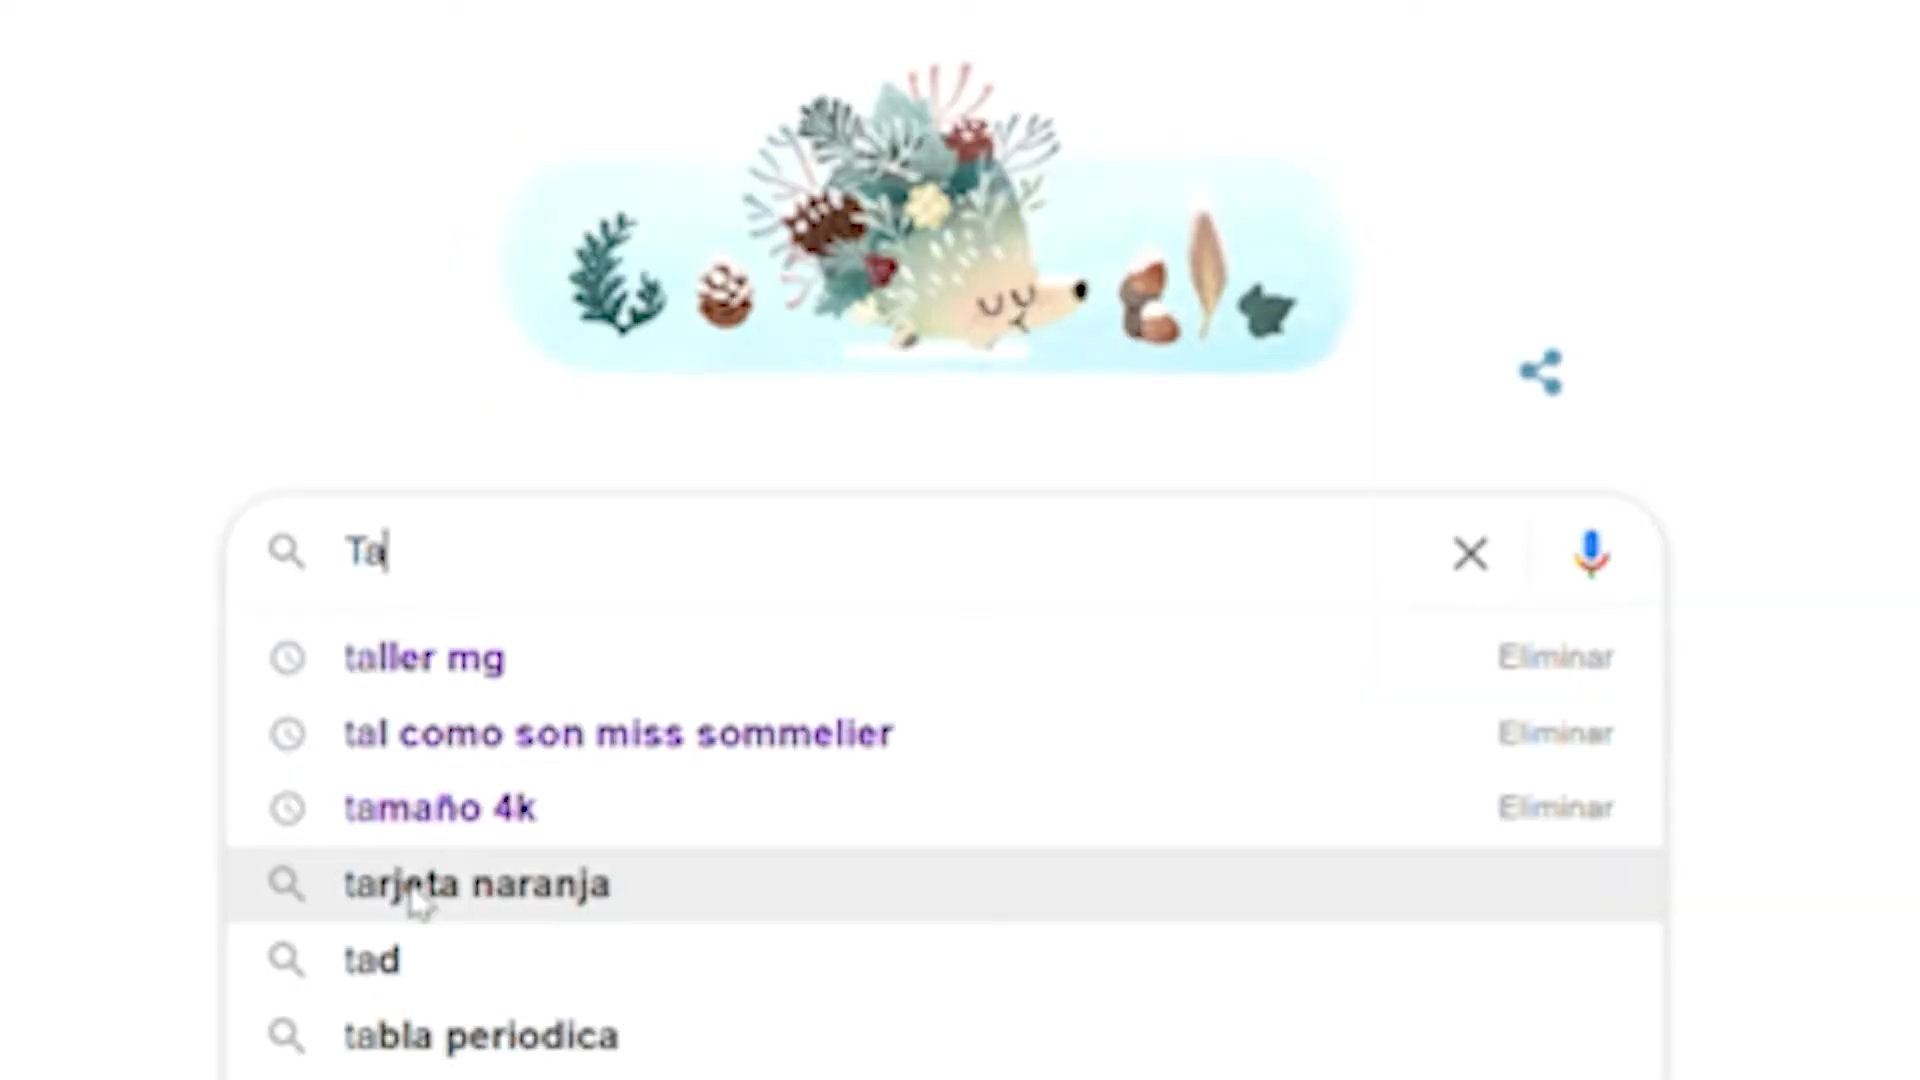 Ta
taller mg
Eliminar
tal como son miss sommelier
Eliminar
tamaño 4k
Eliminar
tarjeta naranja
tad
tabla periodica